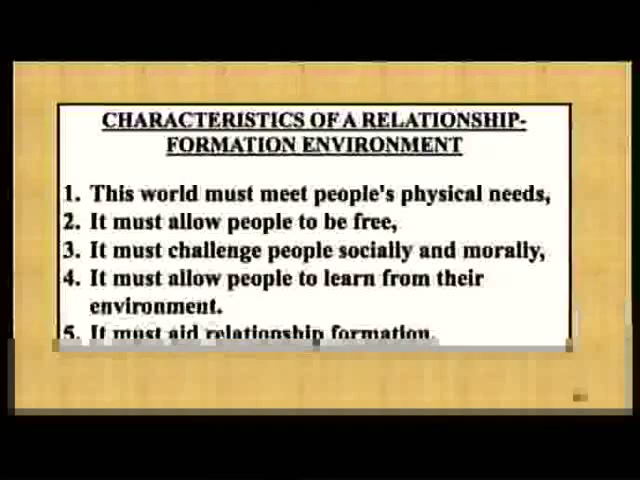 CHARACTERISTICS OF A RELATIONSHIP-
FORMATION ENVIRONMENT
1. This world must meet people's physical needs,
2. It must allow people to be free,
3. It must challenge people socially and morally,
4. It must allow people to learn from their
environment.
5. It must aid relationship formation.